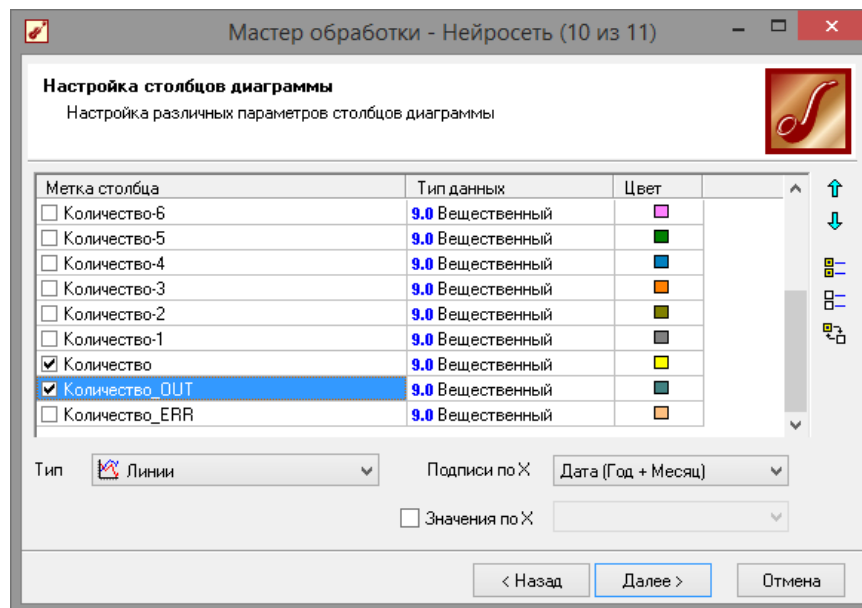 Мастер обработки - Нейросеть (10 из 11)
Настройка столбцов диаграммы
Настройка различных параметров столбцов диаграммы
Метка столбца Тип данных Цвет
Количество-6 9.0 Вещественный
Количество-5 9.0 Вещественный
Количество-4 9.0 Вещественный
Количество-3 9.0 Вещественный
Количество-2 9.0 Вещественный
Количество-1 9.0 Вещественный
Количество 9.0 Вещественный
Количество_OUT 9.0 Вещественный
Количество_ERR 9.0 Вещественный
Тип Линии Подписи по X Дата (Год + Месяц)
Значения по X
< Назад Далее > Отмена